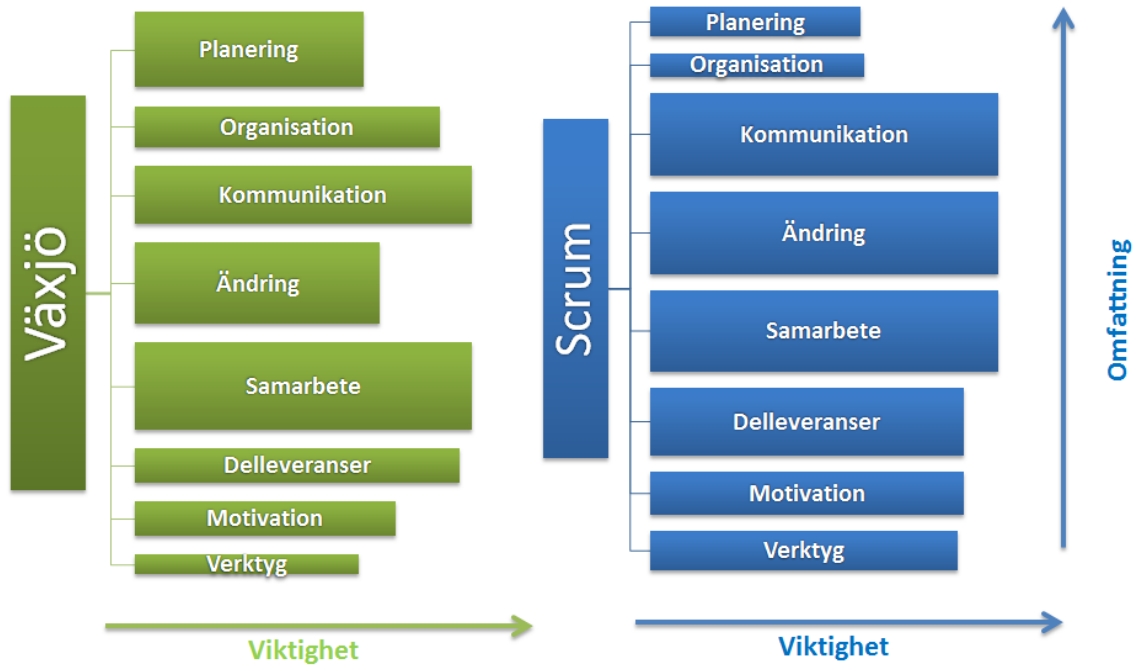 Växjö
Planering
Organisation
Kommunikation
Ändring
Samarbete
Delleveranser
Motivation
Verktyg
Viktighet
Scrum
Planering
Organisation
Kommunikation
Ändring
Samarbete
Delleveranser
Motivation
Verktyg
Viktighet
Omfattning